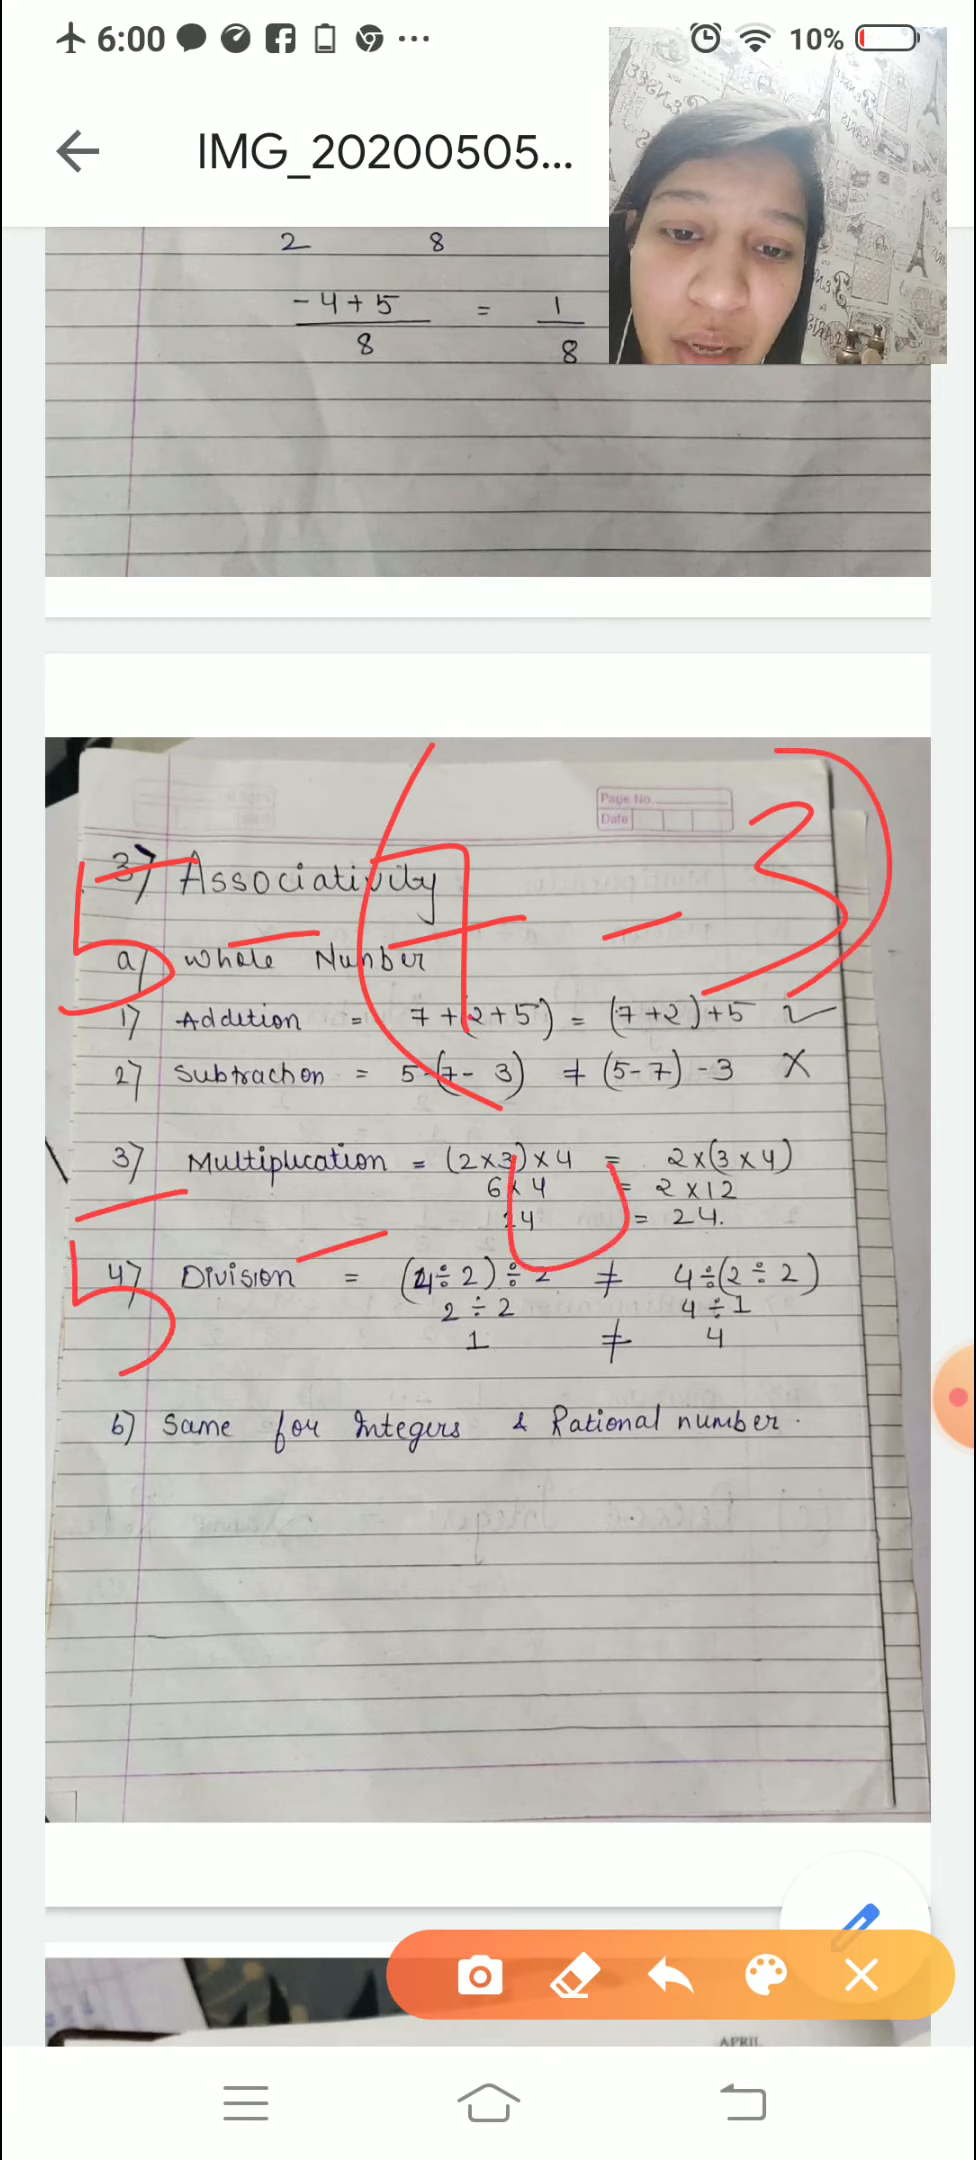 6:00 10%
IMG_20200505...
2 8
-4+5 = 1
8 8
Page No.
Date
3) Associativity
a) Whole Number
1) Addition = 7+(2+5) = (7+2)+5 ✓
2) Subtraction = 5-(7-3) ≠ (5-7)-3 X
3) Multiplication = (2×3)×4 = 2×(3×4)
6×4 = 2×12
24 = 24.
4) Division = (4÷2)÷2 ≠ 4÷(2÷2)
2÷2 4÷1
1 ≠ 4
b) Same for Integers & Rational number.
5 - (7 - 3)
- 5 - 4
APRIL